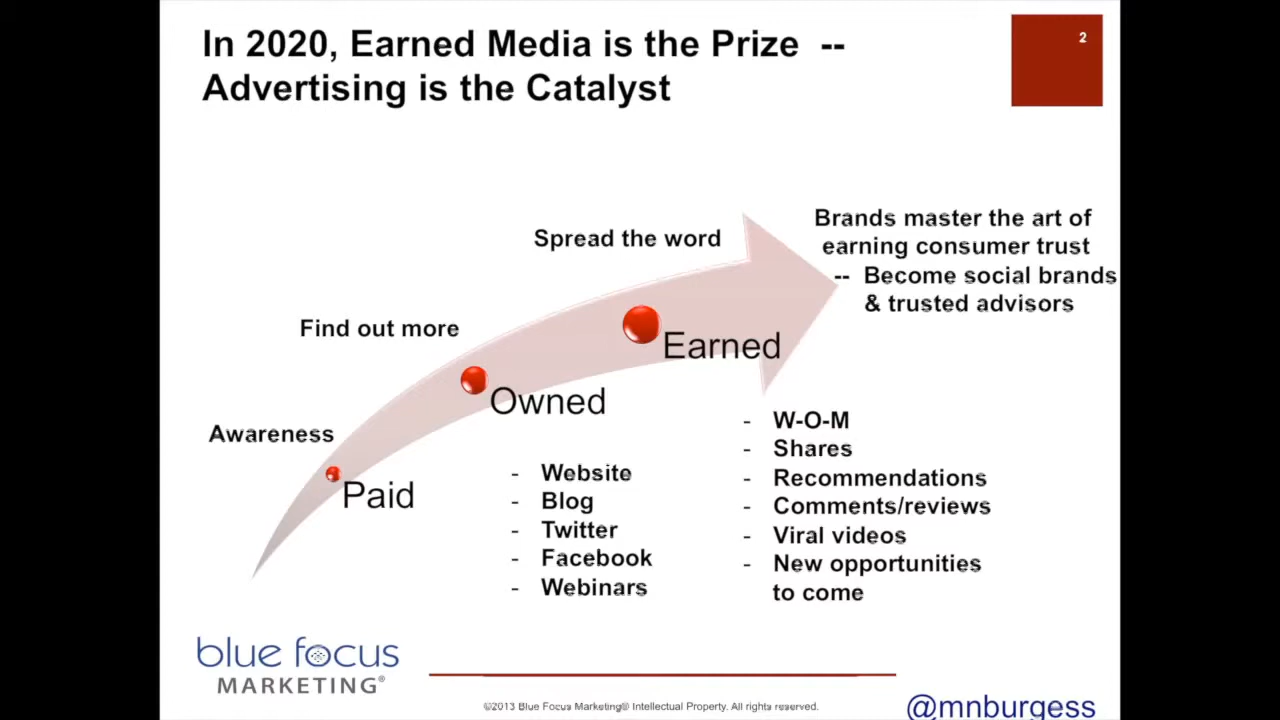 In 2020, Earned Media is the Prize --
Advertising is the Catalyst
2
Spread the word
Brands master the art of
earning consumer trust
-- Become social brands
& trusted advisors
Find out more
Earned
Owned
Awareness
Paid
- Website
- Blog
- Twitter
- Facebook
- Webinars
- W-O-M
- Shares
- Recommendations
- Comments/reviews
- Viral videos
- New opportunities
to come
blue focus
MARKETING®
©2013 Blue Focus Marketing® Intellectual Property. All rights reserved.
@mnburgess